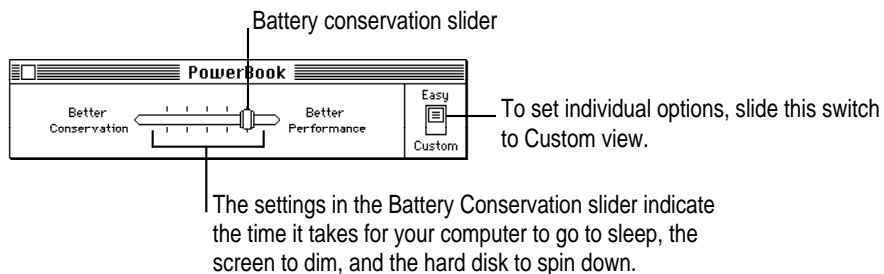 Battery conservation slider
PowerBook
Better
Conservation
Better
Performance
Easy
Custom
To set individual options, slide this switch
to Custom view.
The settings in the Battery Conservation slider indicate
the time it takes for your computer to go to sleep, the
screen to dim, and the hard disk to spin down.